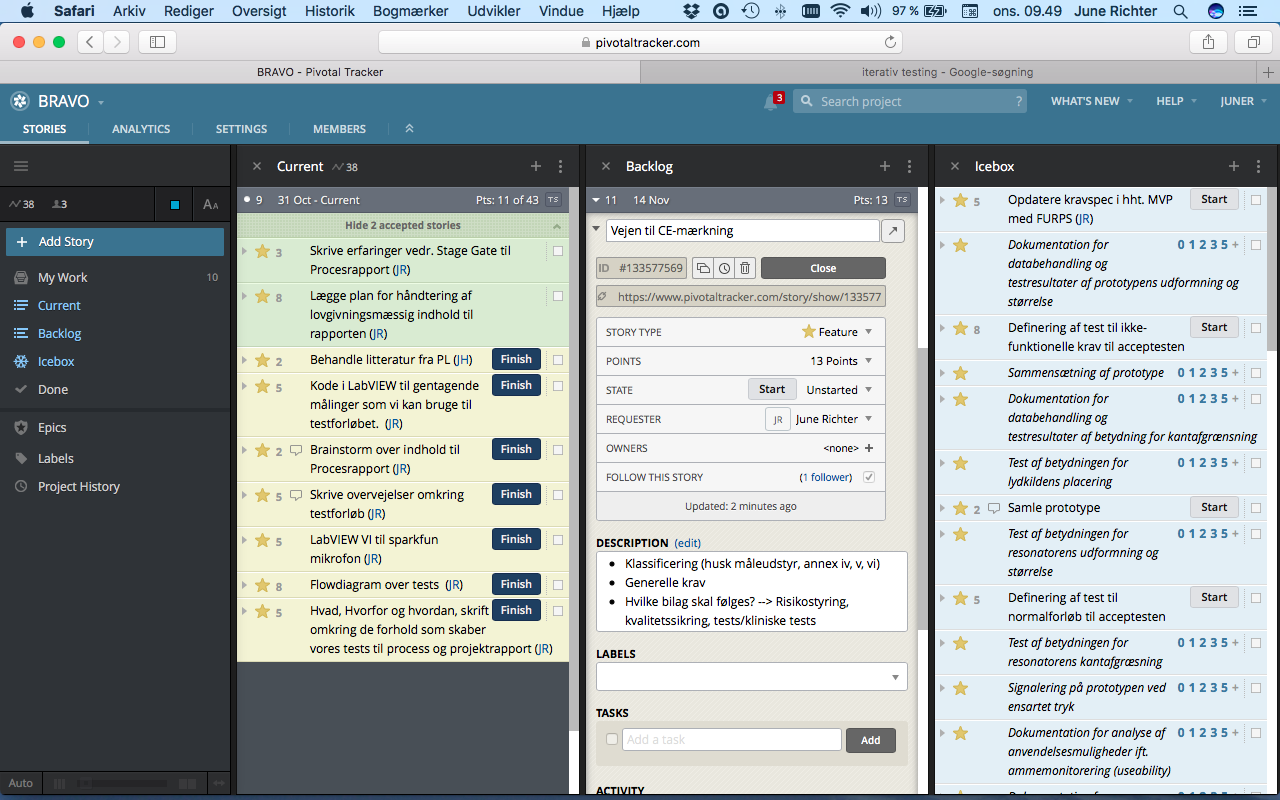 Safari Arkiv Rediger Oversigt Historik Bogmærker Udvikler Vindue Hjælp 97 % ons. 09.49 June Richter
pivotaltracker.com
BRAVO - Pivotal Tracker
iterativ testing - Google-søgning
BRAVO
3
Search project ?
WHAT'S NEW HELP JUNER
STORIES ANALYTICS SETTINGS MEMBERS
38 3 AA
Add Story
My Work 10
Current
Backlog
Icebox
Done
Epics
Labels
Project History
Auto
Current 38
9 31 Oct - Current Pts: 11 of 43 TS
Hide 2 accepted stories
3 Skrive erfaringer vedr. Stage Gate til
Procesrapport (JR)
8 Lægge plan for håndtering af
lovgivningsmæssig indhold til
rapporten (JR)
2 Behandle litteratur fra PL (JH) Finish
5 Kode i LabVIEW til gentagende Finish
målinger som vi kan bruge til
testforløbet. (JR)
2 Brainstorm over indhold til Finish
Procesrapport (JR)
5 Skrive overvejelser omkring Finish
testforløb (JR)
5 LabVIEW VI til sparkfun Finish
mikrofon (JR)
8 Flowdiagram over tests (JR) Finish
5 Hvad, Hvorfor og hvordan, skrift Finish
omkring de forhold som skaber
vores tests til process og projektrapport (JR)
Backlog
11 14 Nov Pts: 13 TS
Vejen til CE-mærkning
ID #133577569 Close
https://www.pivotaltracker.com/story/show/133577
STORY TYPE Feature
POINTS 13 Points
STATE Start Unstarted
REQUESTER JR June Richter
OWNERS <none>
FOLLOW THIS STORY (1 follower)
Updated: 2 minutes ago
DESCRIPTION (edit)
• Klassificering (husk måleudstyr, annex iv, v, vi)
• Generelle krav
• Hvilke bilag skal følges? --> Risikostyring,
kvalitetssikring, tests/kliniske tests
LABELS
TASKS
Add a task Add
ACTIVITY
Icebox
5 Opdatere kravspec i hht. MVP Start
med FURPS (JR)
Dokumentation for 0 1 2 3 5 +
databehandling og
testresultater af prototypens udformning og
størrelse
8 Definering af test til ikke- Start
funktionelle krav til acceptesten
Sammensætning af prototype 0 1 2 3 5 +
Dokumentation for 0 1 2 3 5 +
databehandling og
testresultater af betydning for kantafgrænsning
Test af betydningen for 0 1 2 3 5 +
lydkildens placering
2 Samle prototype Start
Test af betydningen for 0 1 2 3 5 +
resonatorens udformning og
størrelse
5 Definering af test til Start
normalforløb til acceptesten
Test af betydningen for 0 1 2 3 5 +
resonatorens kantafgræsning
Signalering på prototypen ved 0 1 2 3 5 +
ensartet tryk
Dokumentation for analyse af 0 1 2 3 5 +
anvendelsesmuligheder ift.
ammemonitorering (useability)